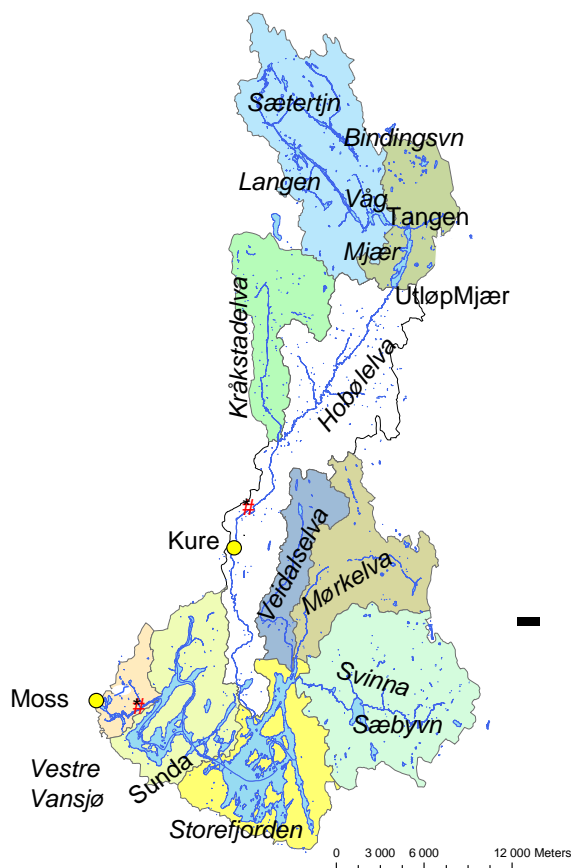 Sætertjn
Bindingsvn
Langen
Våg
Tangen
Mjær
UtløpMjær
Kråkstadelva
Hobølelva
*
#
Kure
Veidalselva
Mørkelva
Svinna
Moss
*
#
Sæbyvn
Vestre
Vansjø
Sunda
Storefjorden
0 3 000 6 000 12 000 Meters